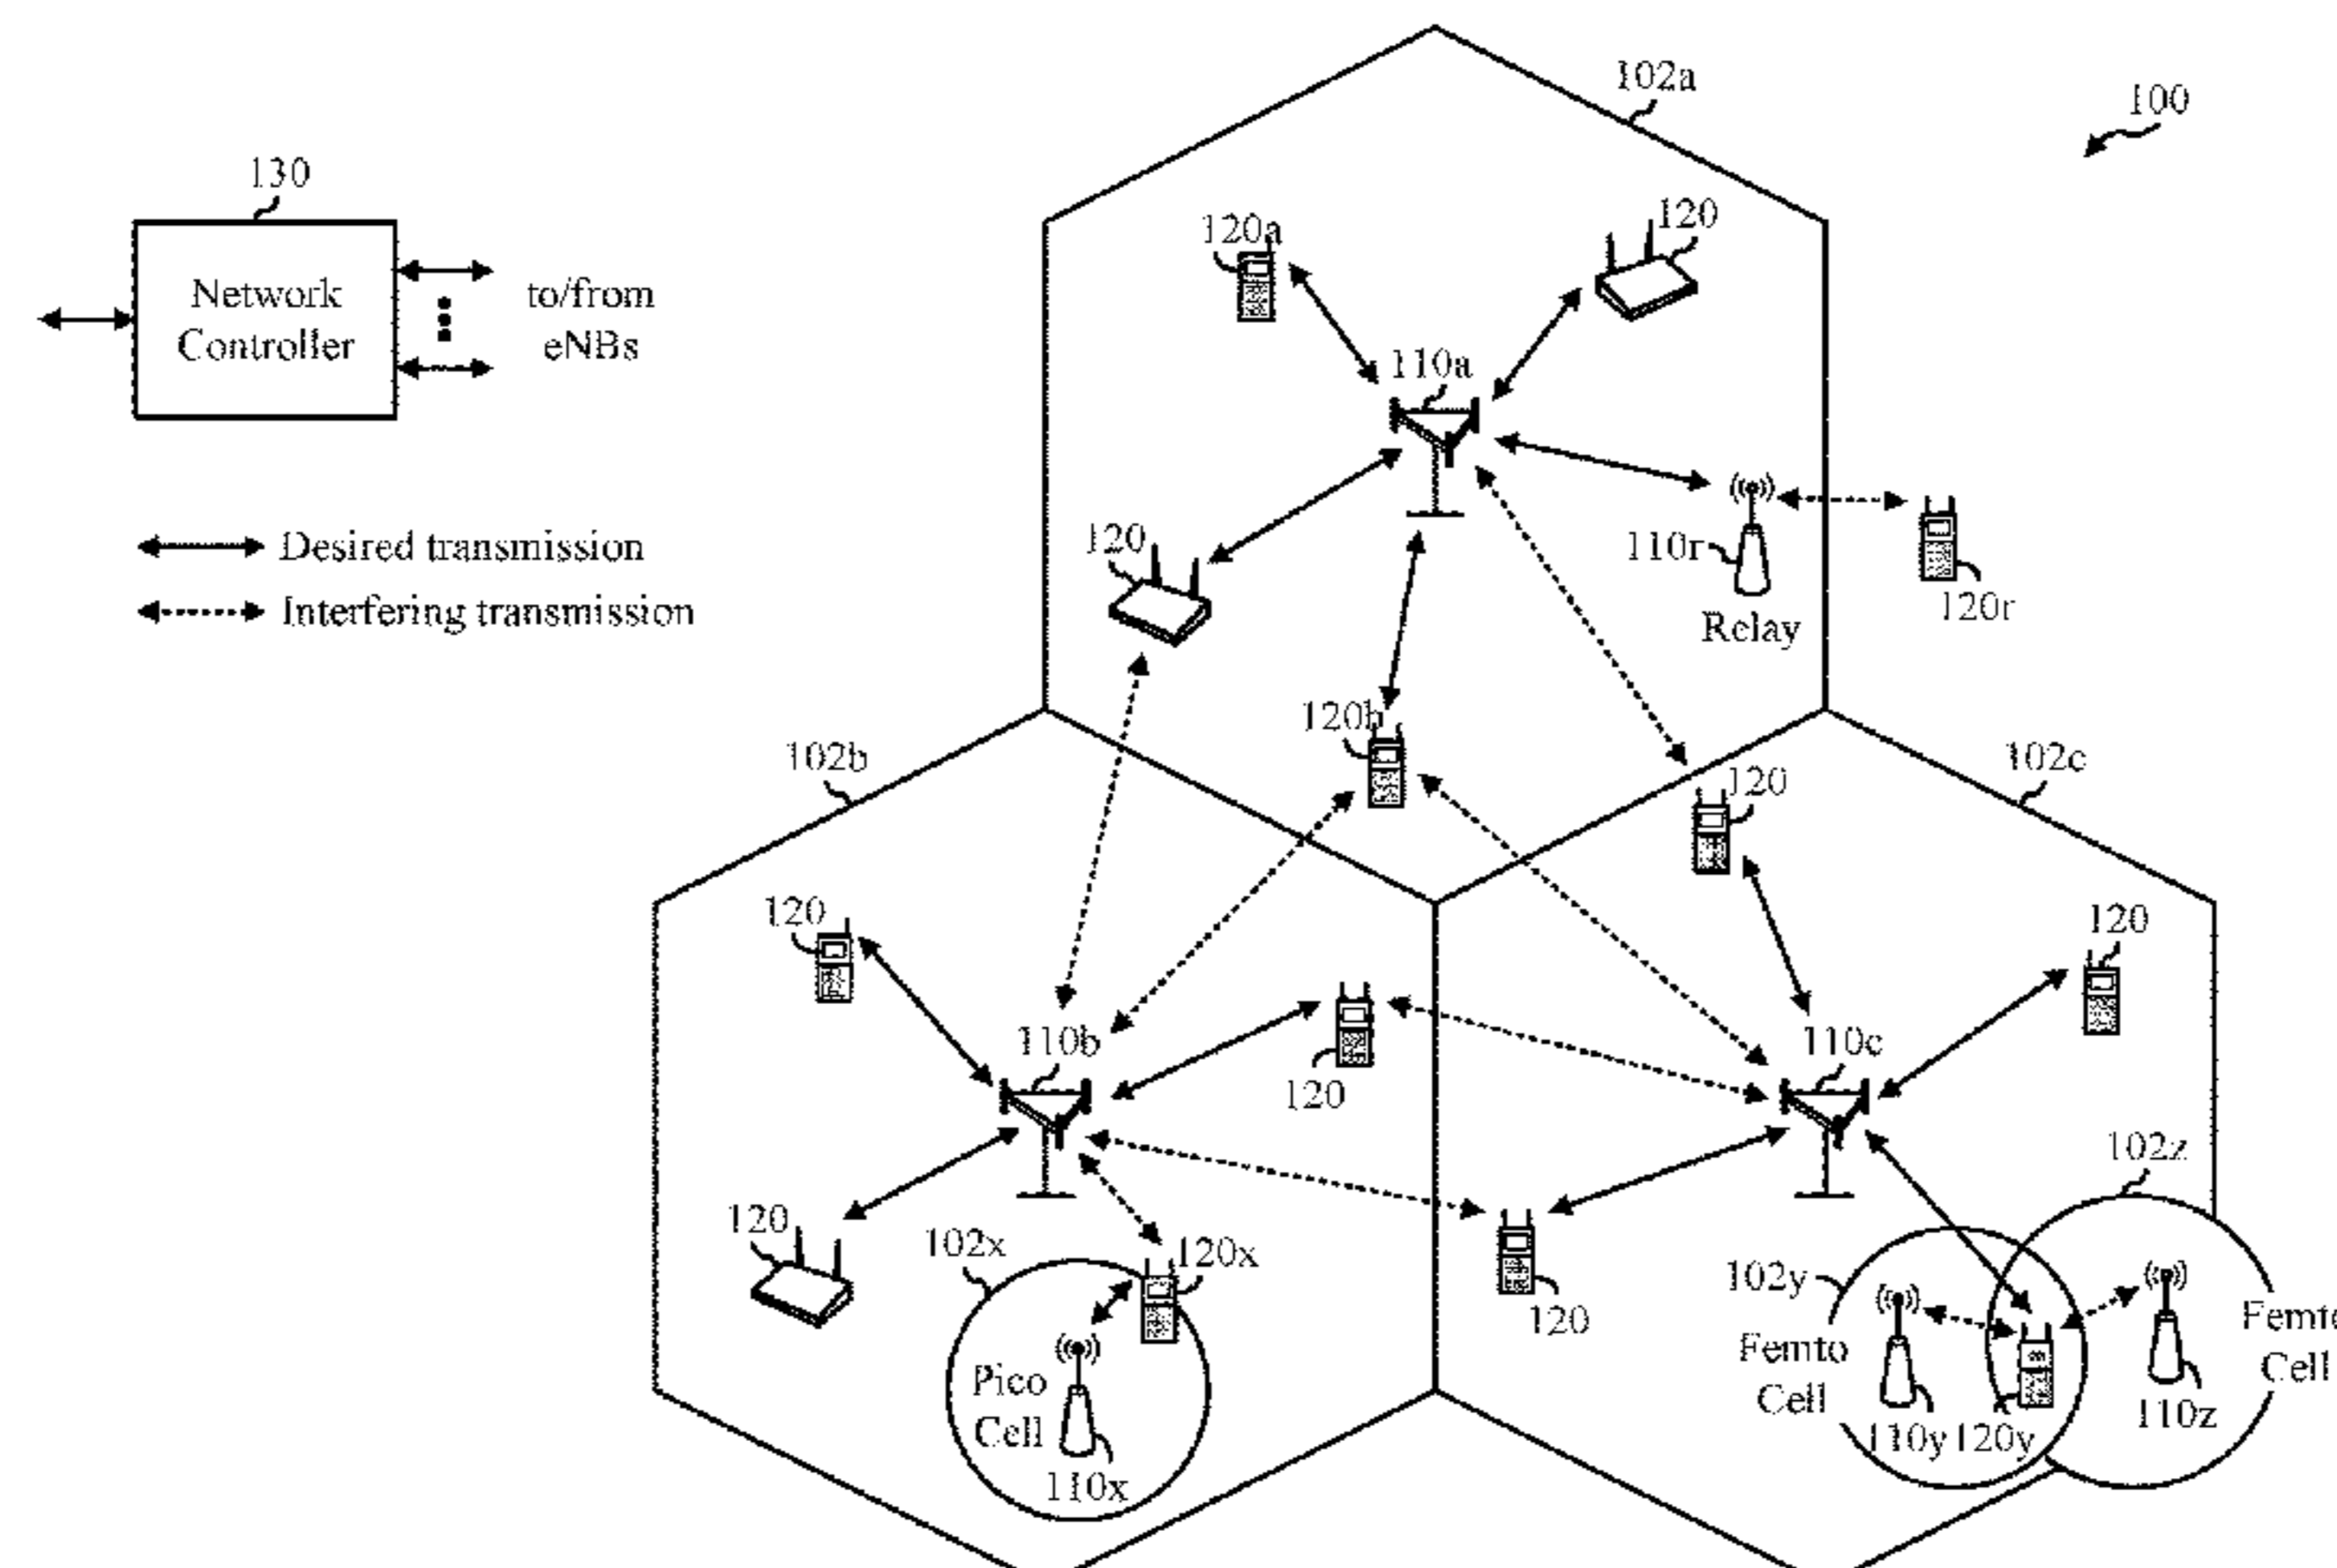 102a
100
130
120a
120
Network
Controller
to/from
eNBs
110a
Desired transmission
Interfering transmission
120
110r
Relay
120r
120h
102b
102c
120
120
120
110b
110c
120
102z
120
102x
120x
120
102y
Pico
Cell
Femto
Cell
Cell
110x
110y
120y
110z